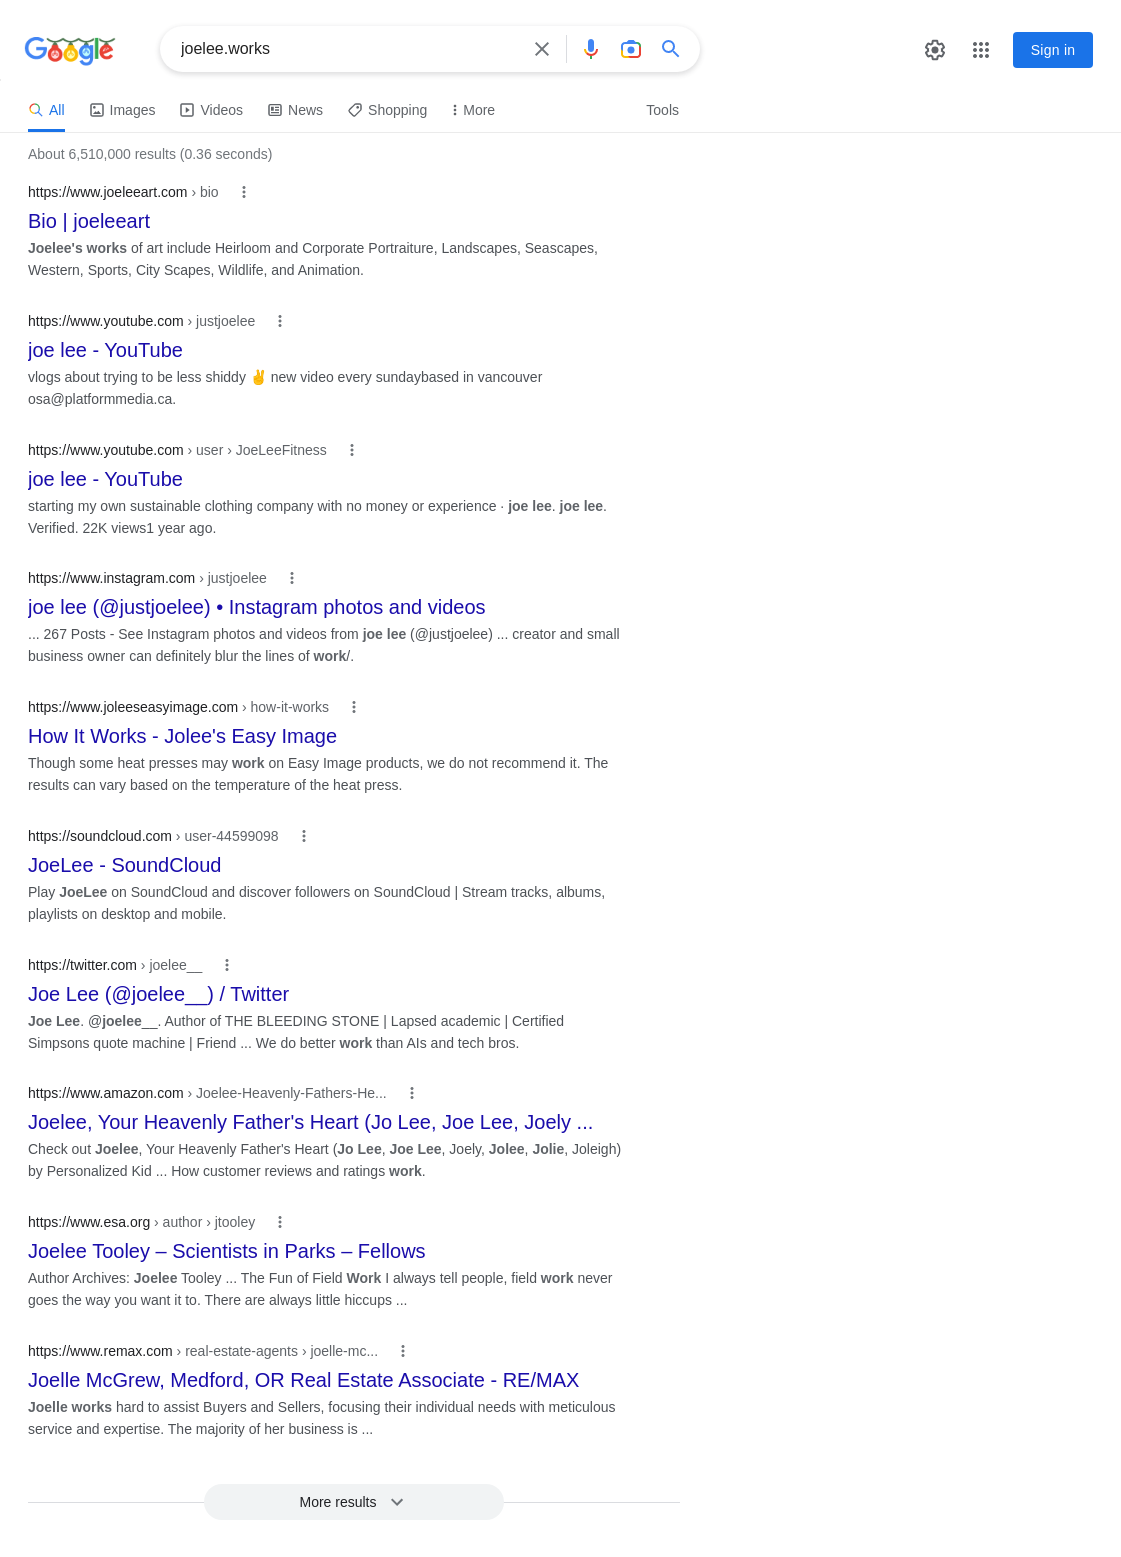 Google
joelee.works
Sign in
All Images Videos News Shopping More Tools
About 6,510,000 results (0.36 seconds)
https://www.joeleeart.com › bio
Bio | joeleeart
Joelee's works of art include Heirloom and Corporate Portraiture, Landscapes, Seascapes,
Western, Sports, City Scapes, Wildlife, and Animation.
https://www.youtube.com › justjoelee
joe lee - YouTube
vlogs about trying to be less shiddy ✌️ new video every sundaybased in vancouver
osa@platformmedia.ca.
https://www.youtube.com › user › JoeLeeFitness
joe lee - YouTube
starting my own sustainable clothing company with no money or experience · joe lee. joe lee.
Verified. 22K views1 year ago.
https://www.instagram.com › justjoelee
joe lee (@justjoelee) • Instagram photos and videos
... 267 Posts - See Instagram photos and videos from joe lee (@justjoelee) ... creator and small
business owner can definitely blur the lines of work/.
https://www.joleeseasyimage.com › how-it-works
How It Works - Jolee's Easy Image
Though some heat presses may work on Easy Image products, we do not recommend it. The
results can vary based on the temperature of the heat press.
https://soundcloud.com › user-44599098
JoeLee - SoundCloud
Play JoeLee on SoundCloud and discover followers on SoundCloud | Stream tracks, albums,
playlists on desktop and mobile.
https://twitter.com › joelee__
Joe Lee (@joelee__) / Twitter
Joe Lee. @joelee__. Author of THE BLEEDING STONE | Lapsed academic | Certified
Simpsons quote machine | Friend ... We do better work than AIs and tech bros.
https://www.amazon.com › Joelee-Heavenly-Fathers-He...
Joelee, Your Heavenly Father's Heart (Jo Lee, Joe Lee, Joely ...
Check out Joelee, Your Heavenly Father's Heart (Jo Lee, Joe Lee, Joely, Jolee, Jolie, Joleigh)
by Personalized Kid ... How customer reviews and ratings work.
https://www.esa.org › author › jtooley
Joelee Tooley – Scientists in Parks – Fellows
Author Archives: Joelee Tooley ... The Fun of Field Work I always tell people, field work never
goes the way you want it to. There are always little hiccups ...
https://www.remax.com › real-estate-agents › joelle-mc...
Joelle McGrew, Medford, OR Real Estate Associate - RE/MAX
Joelle works hard to assist Buyers and Sellers, focusing their individual needs with meticulous
service and expertise. The majority of her business is ...
More results